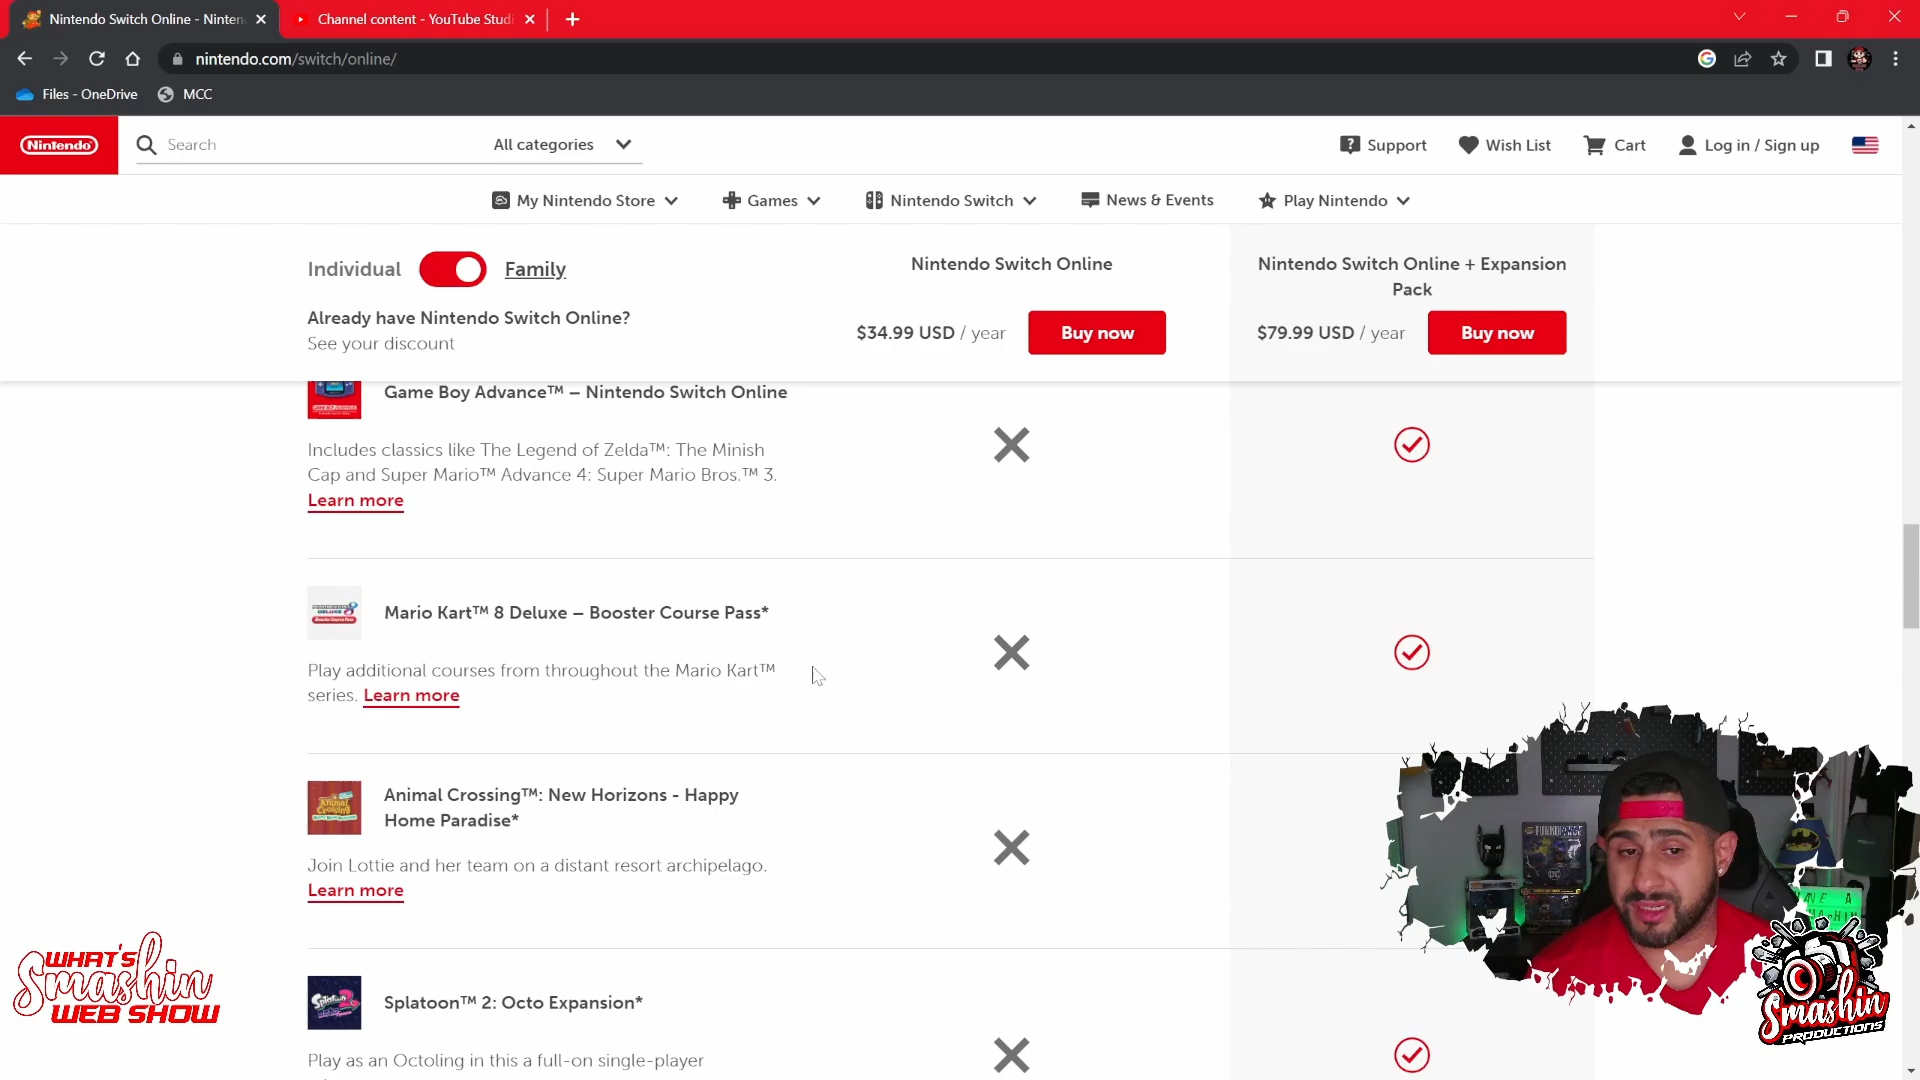 Nintendo Switch Online - Ninten
Channel content - YouTube Studi
nintendo.com/switch/online/
Files - OneDrive
MCC
Nintendo
Search
All categories
Support
Wish List
Cart
Log in / Sign up
My Nintendo Store
Games
Nintendo Switch
News & Events
Play Nintendo
Individual
Family
Already have Nintendo Switch Online?
See your discount
Nintendo Switch Online
$34.99 USD / year
Buy now
Nintendo Switch Online + Expansion
Pack
$79.99 USD / year
Buy now
Game Boy Advance™ – Nintendo Switch Online
Includes classics like The Legend of Zelda™: The Minish
Cap and Super Mario™ Advance 4: Super Mario Bros.™ 3.
Learn more
Mario Kart™ 8 Deluxe – Booster Course Pass*
Play additional courses from throughout the Mario Kart™
series. Learn more
Animal Crossing™: New Horizons - Happy
Home Paradise*
Join Lottie and her team on a distant resort archipelago.
Learn more
Splatoon™ 2: Octo Expansion*
Play as an Octoling in this a full-on single-player
WHAT'S
Smashin
WEB SHOW
Smashin
PRODUCTIONS